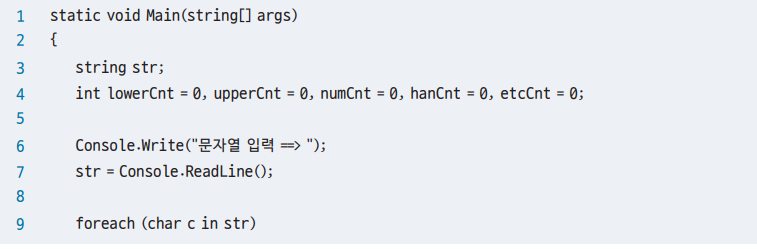 1 static void Main(string[] args)
2 {
3 string str;
4 int lowerCnt = 0, upperCnt = 0, numCnt = 0, hanCnt = 0, etcCnt = 0;
5
6 Console.Write("문자열 입력 ==> ");
7 str = Console.ReadLine();
8
9 foreach (char c in str)